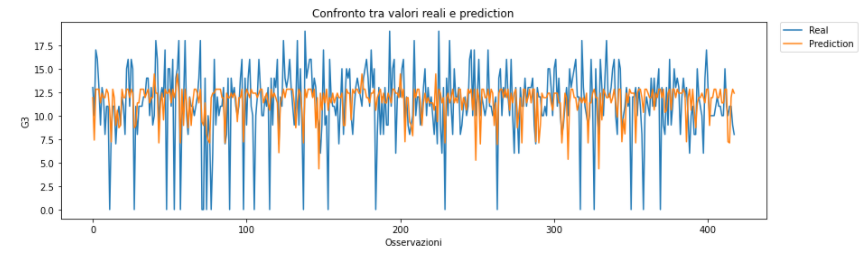 Confronto tra valori reali e prediction
Real
Prediction
17.5
15.0
12.5
10.0
7.5
5.0
2.5
0.0
G3
0 100 200 300 400
Osservazioni